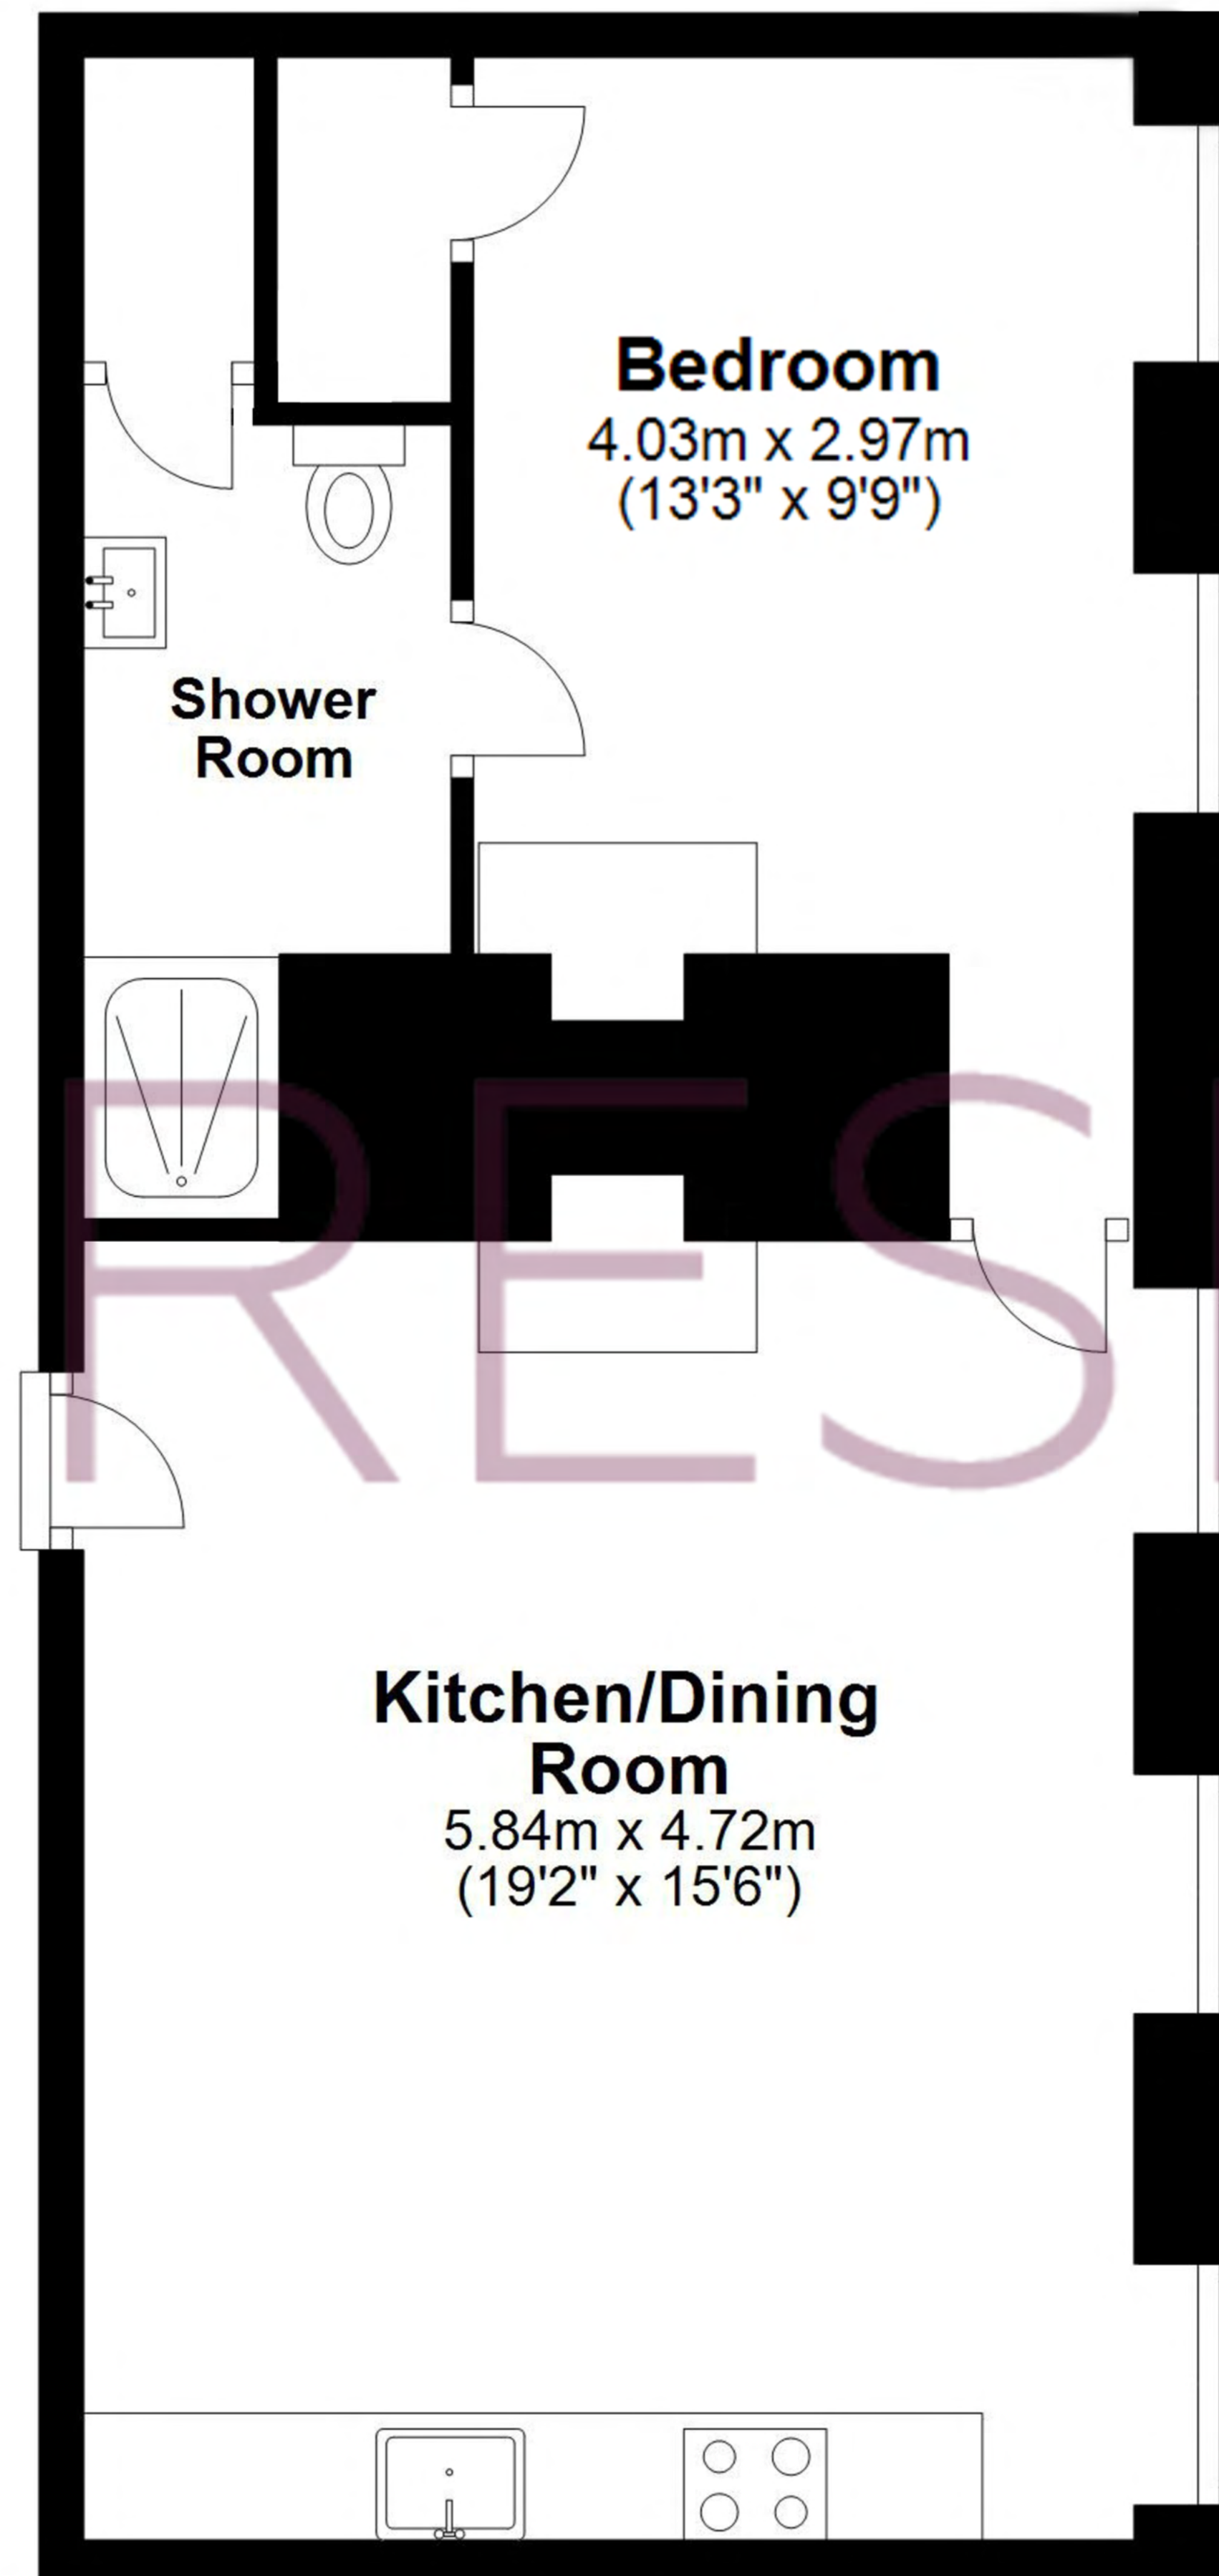 Bedroom
4.03m x 2.97m
(13'3" x 9'9")
Shower
Room
RES
Kitchen/Dining
Room
5.84m x 4.72m
(19'2" x 15'6")